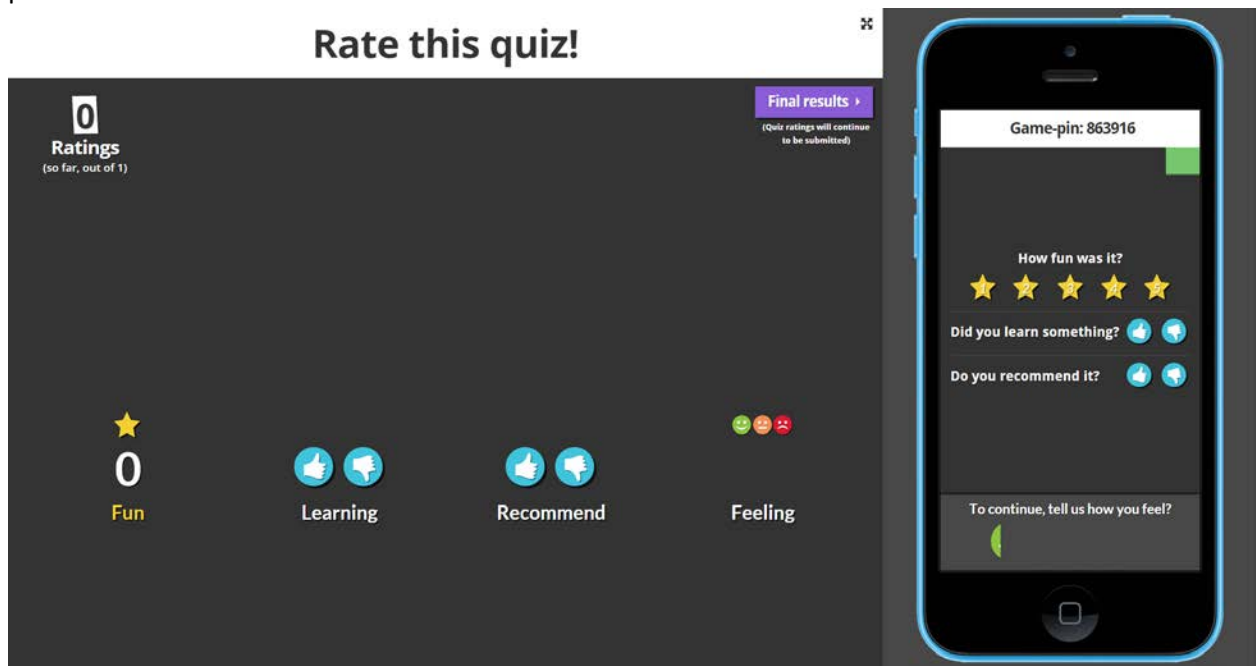 Rate this quiz!
0
Ratings
(so far, out of 1)
Final results
(Quiz ratings will continue
to be submitted)
0
Fun
Learning
Recommend
Feeling
Game-pin: 863916
How fun was it?
1 2 3 4 5
Did you learn something?
Do you recommend it?
To continue, tell us how you feel?